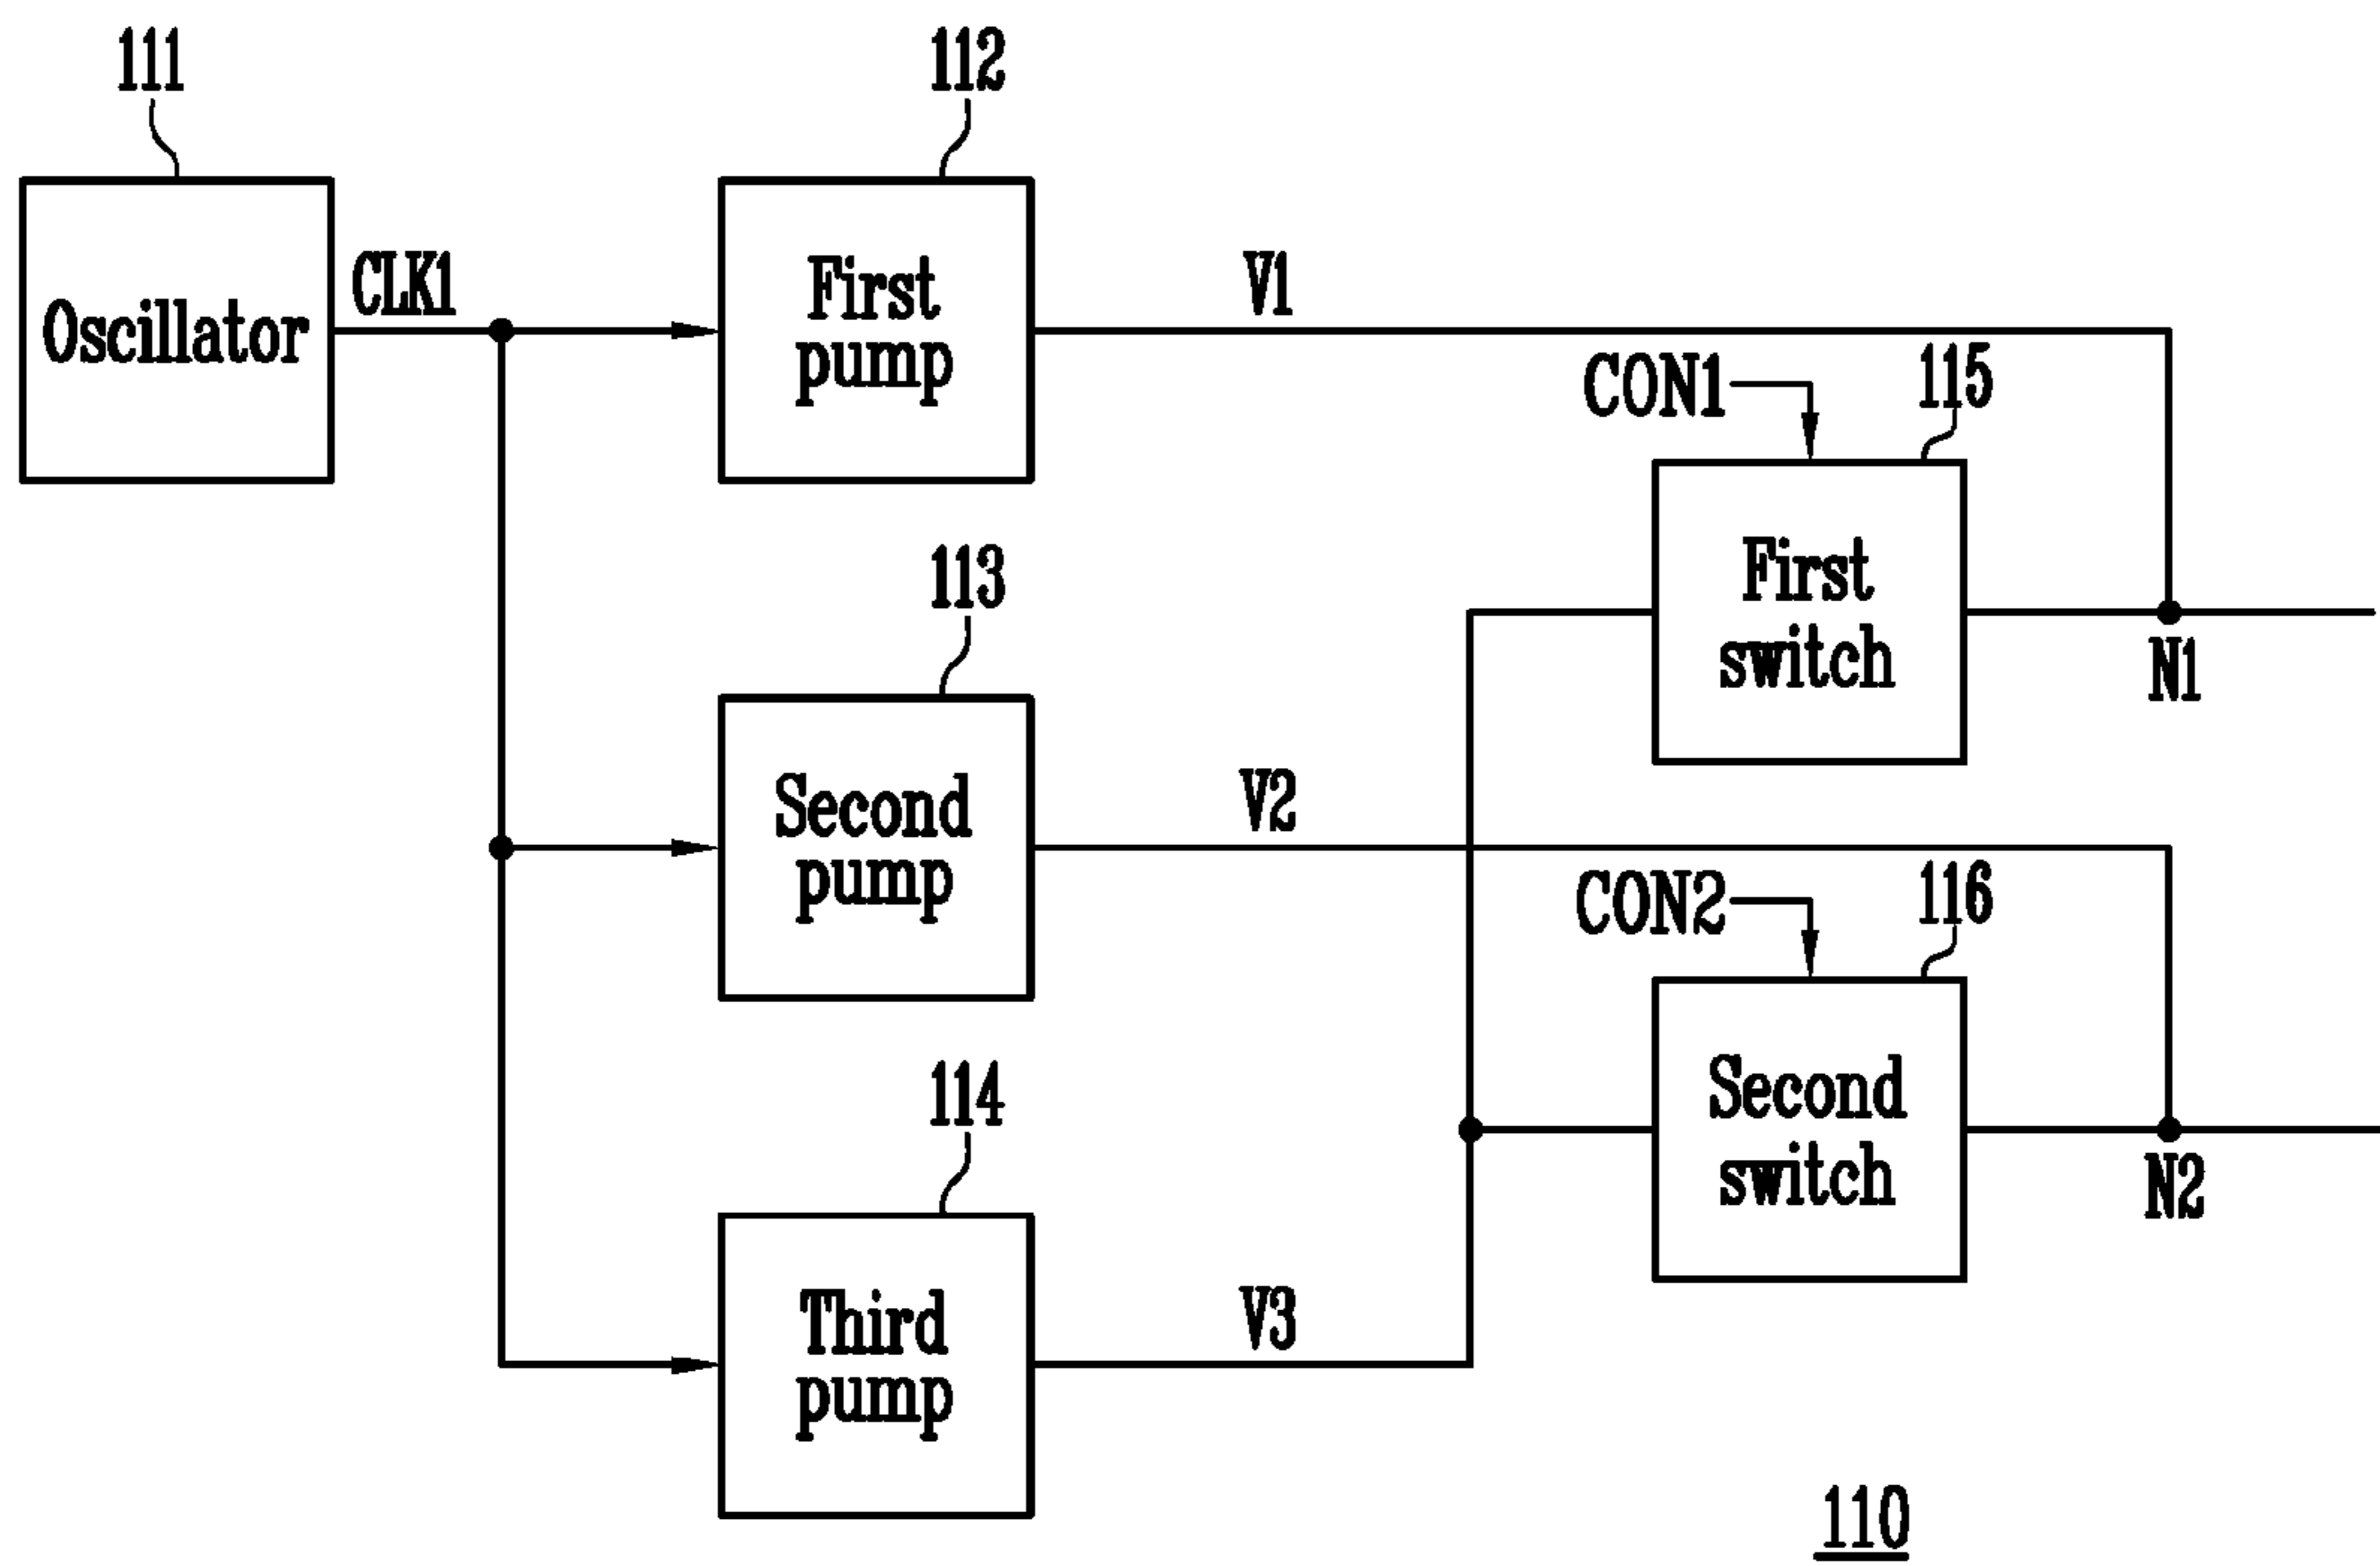 111
112
Oscillator
CLK1
First
pump
V1
CON1
115
First
switch
N1
113
Second
pump
V2
CON2
116
Second
switch
N2
114
Third
pump
V3
110